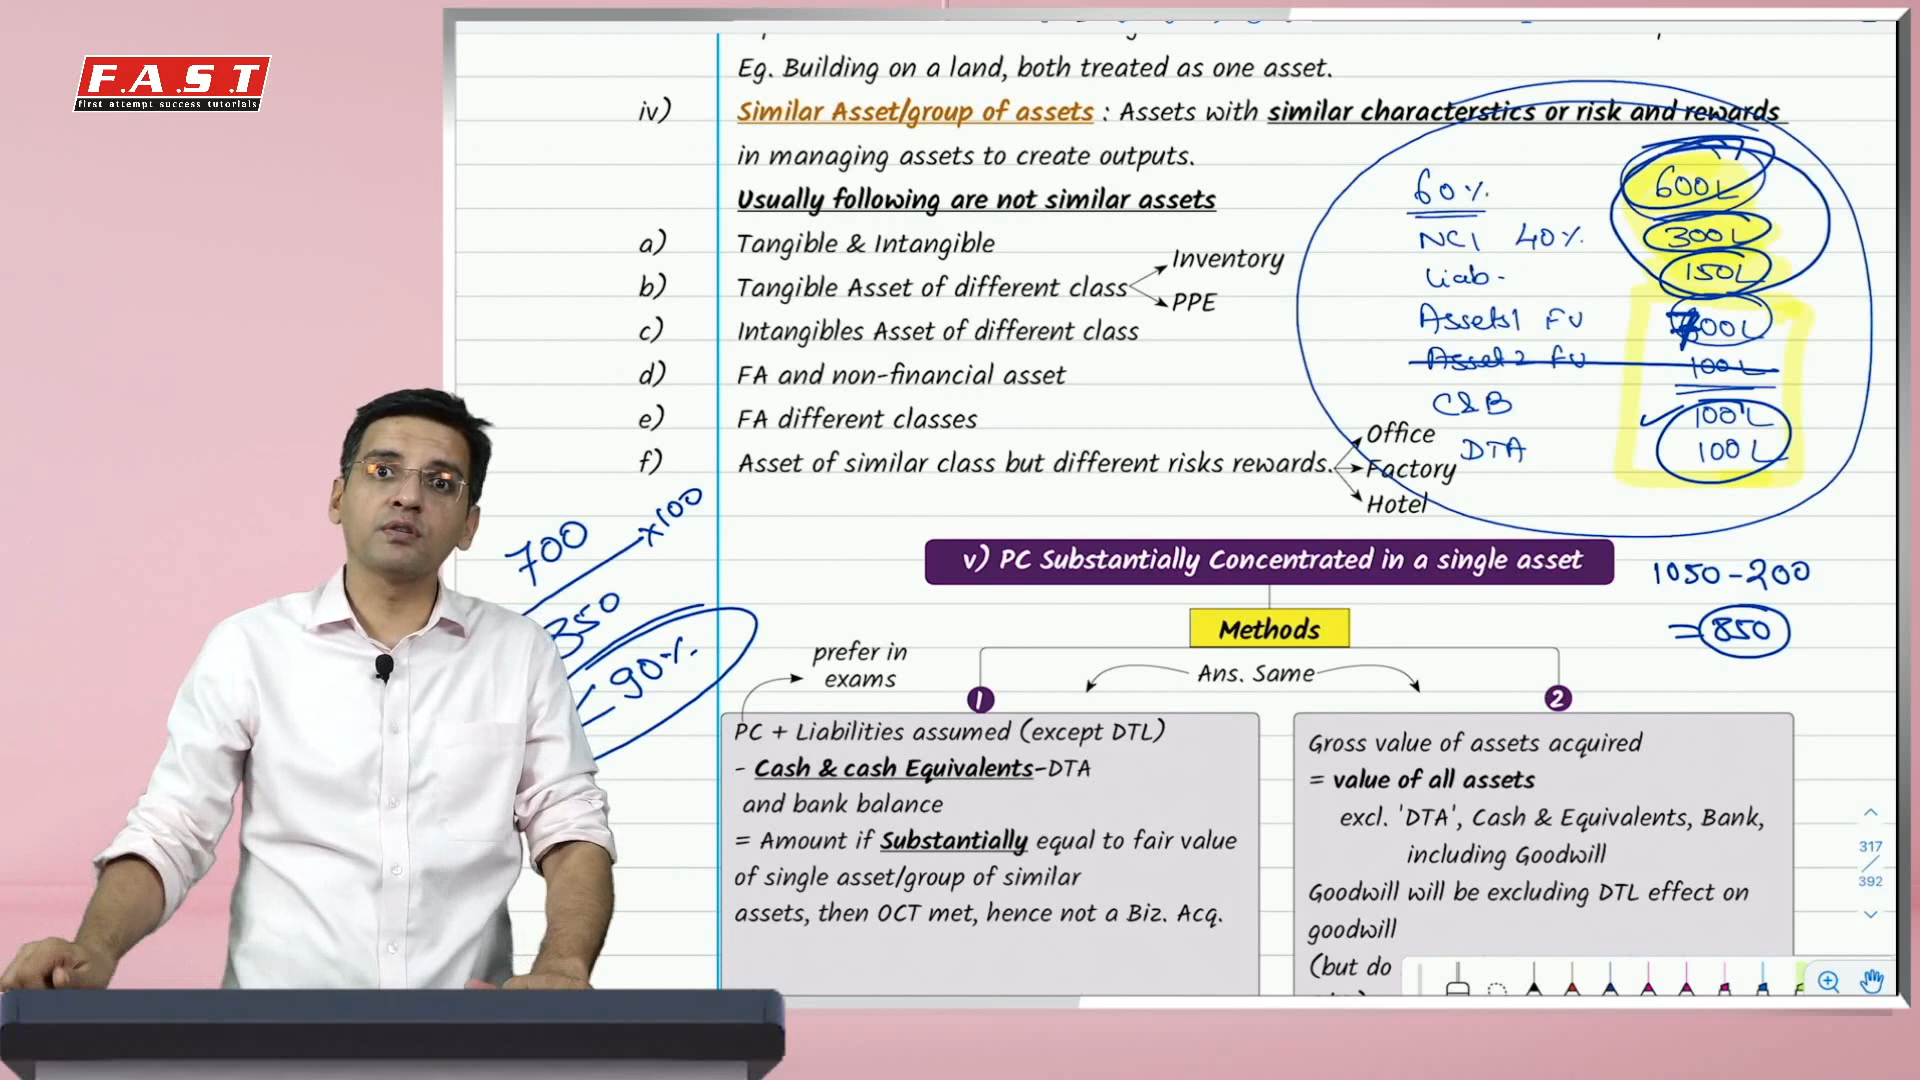 F.A.S.T
first attempt success tutorials
Eg. Building on a land, both treated as one asset.
iv) Similar Asset/group of assets : Assets with similar characterstics or risk and rewards
in managing assets to create outputs.
Usually following are not similar assets
a) Tangible & Intangible
b) Tangible Asset of different class
Inventory
PPE
c) Intangibles Asset of different class
d) FA and non-financial asset
e) FA different classes
f) Asset of similar class but different risks rewards.
Office
Factory
Hotel
60% 600L
NCI 40% 300L
Liab. 150L
Assets1 FV 700L
Asset2 FV 100L
C&B 100L
DTA 100L
700 x100
850
90%
1050-200
= 850
v) PC Substantially Concentrated in a single asset
Methods
prefer in
exams
Ans. Same
1
PC + Liabilities assumed (except DTL)
- Cash & cash Equivalents-DTA
and bank balance
= Amount if Substantially equal to fair value
of single asset/group of similar
assets, then OCT met, hence not a Biz. Acq.
2
Gross value of assets acquired
= value of all assets
excl. 'DTA', Cash & Equivalents, Bank,
including Goodwill
Goodwill will be excluding DTL effect on
goodwill
(but do
317
392